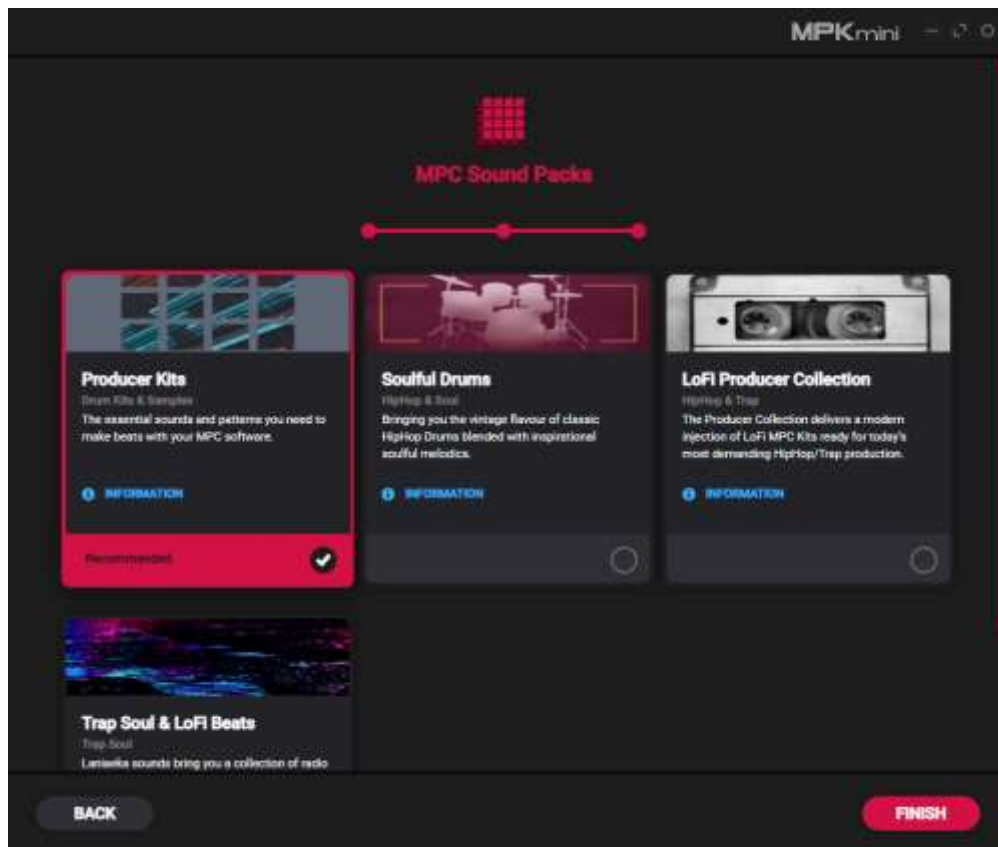 MPKmini
MPC Sound Packs
Producer Kits
Drum Kits & Samples
The essential sounds and patterns you need to
make beats with your MPC software.
INFORMATION
Recommended
Soulful Drums
HipHop & Soul
Bringing you the vintage flavour of classic
HipHop Drums blended with inspirational
soulful melodics.
INFORMATION
LoFi Producer Collection
HipHop & Trap
The Producer Collection delivers a modern
injection of LoFi MPC Kits ready for today's
most demanding HipHop/Trap production.
INFORMATION
Trap Soul & LoFi Beats
Trap Soul
Laniakea sounds bring you a collection of radio
BACK
FINISH